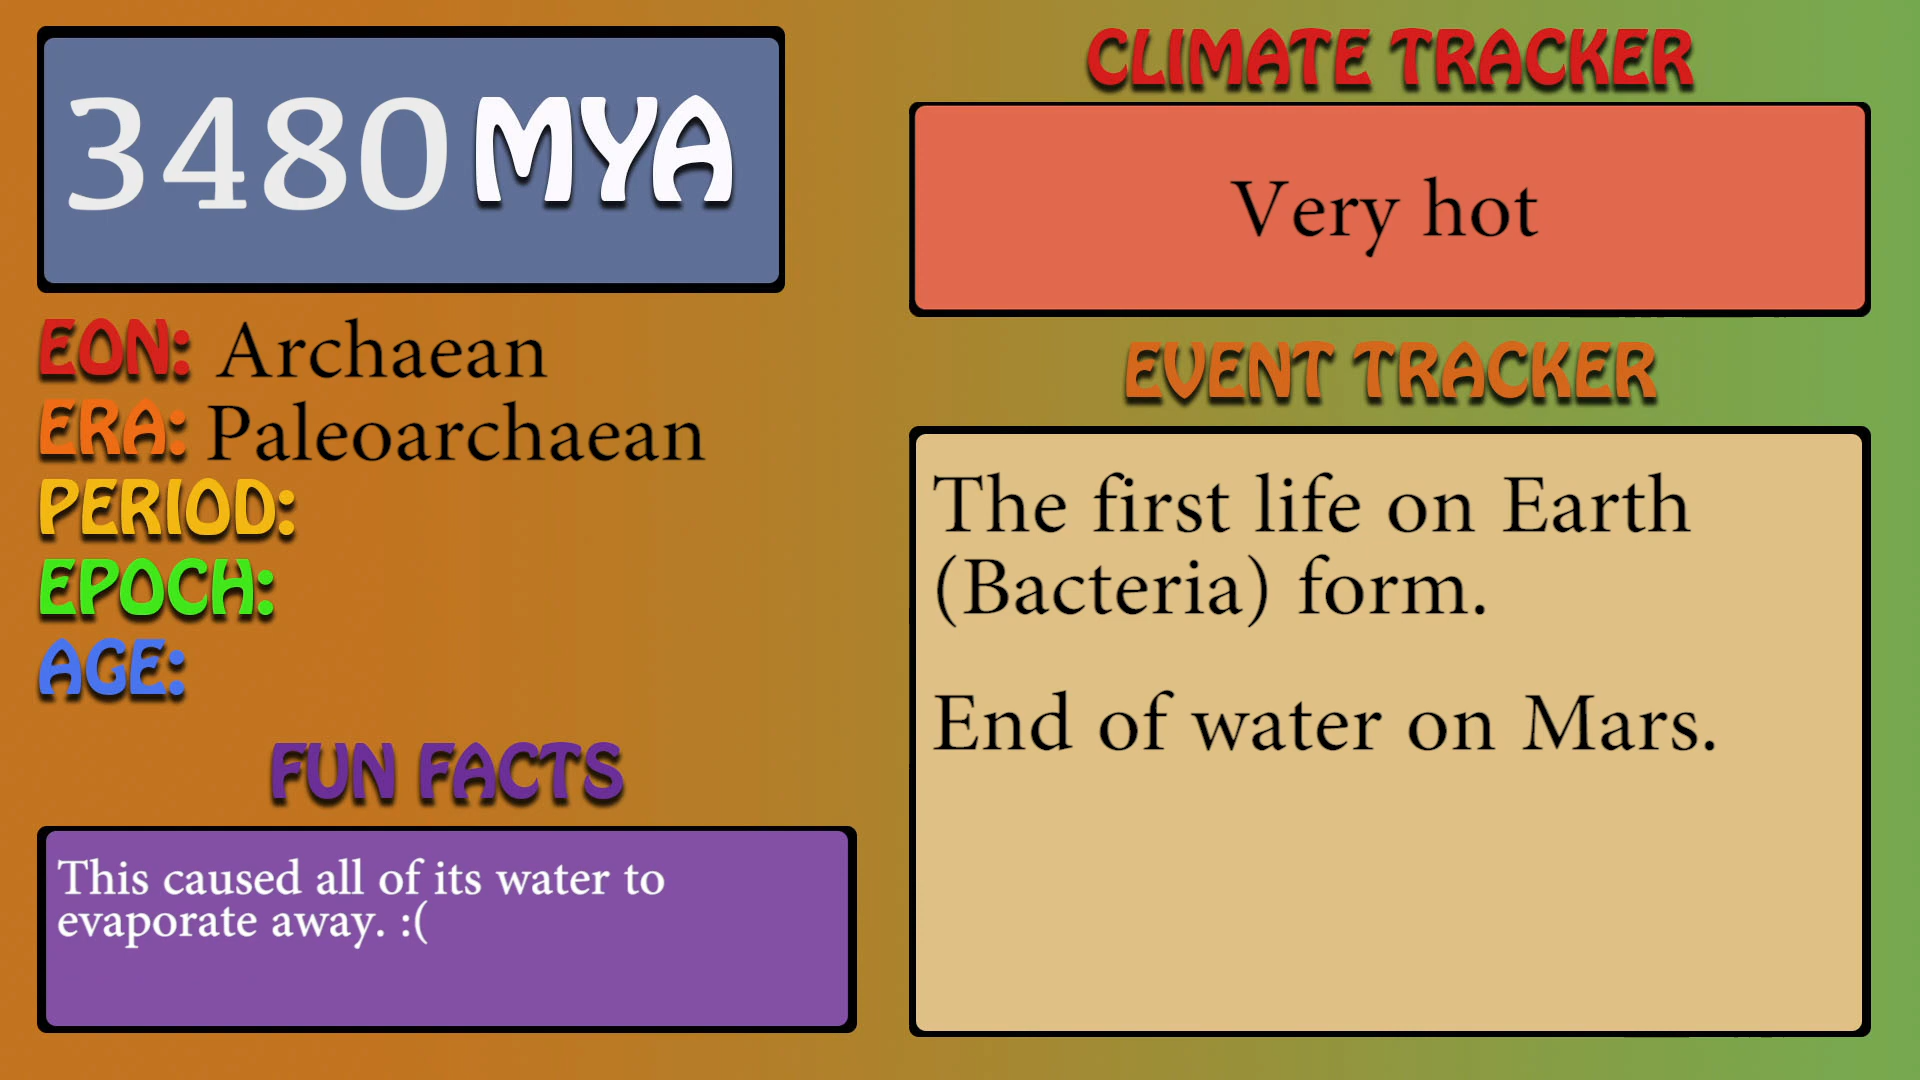 3480 MYA
EON: Archaean
ERA: Paleoarchaean
PERIOD:
EPOCH:
AGE:
FUN FACTS
This caused all of its water to
evaporate away. :(
CLIMATE TRACKER
Very hot
EVENT TRACKER
The first life on Earth
(Bacteria) form.
End of water on Mars.